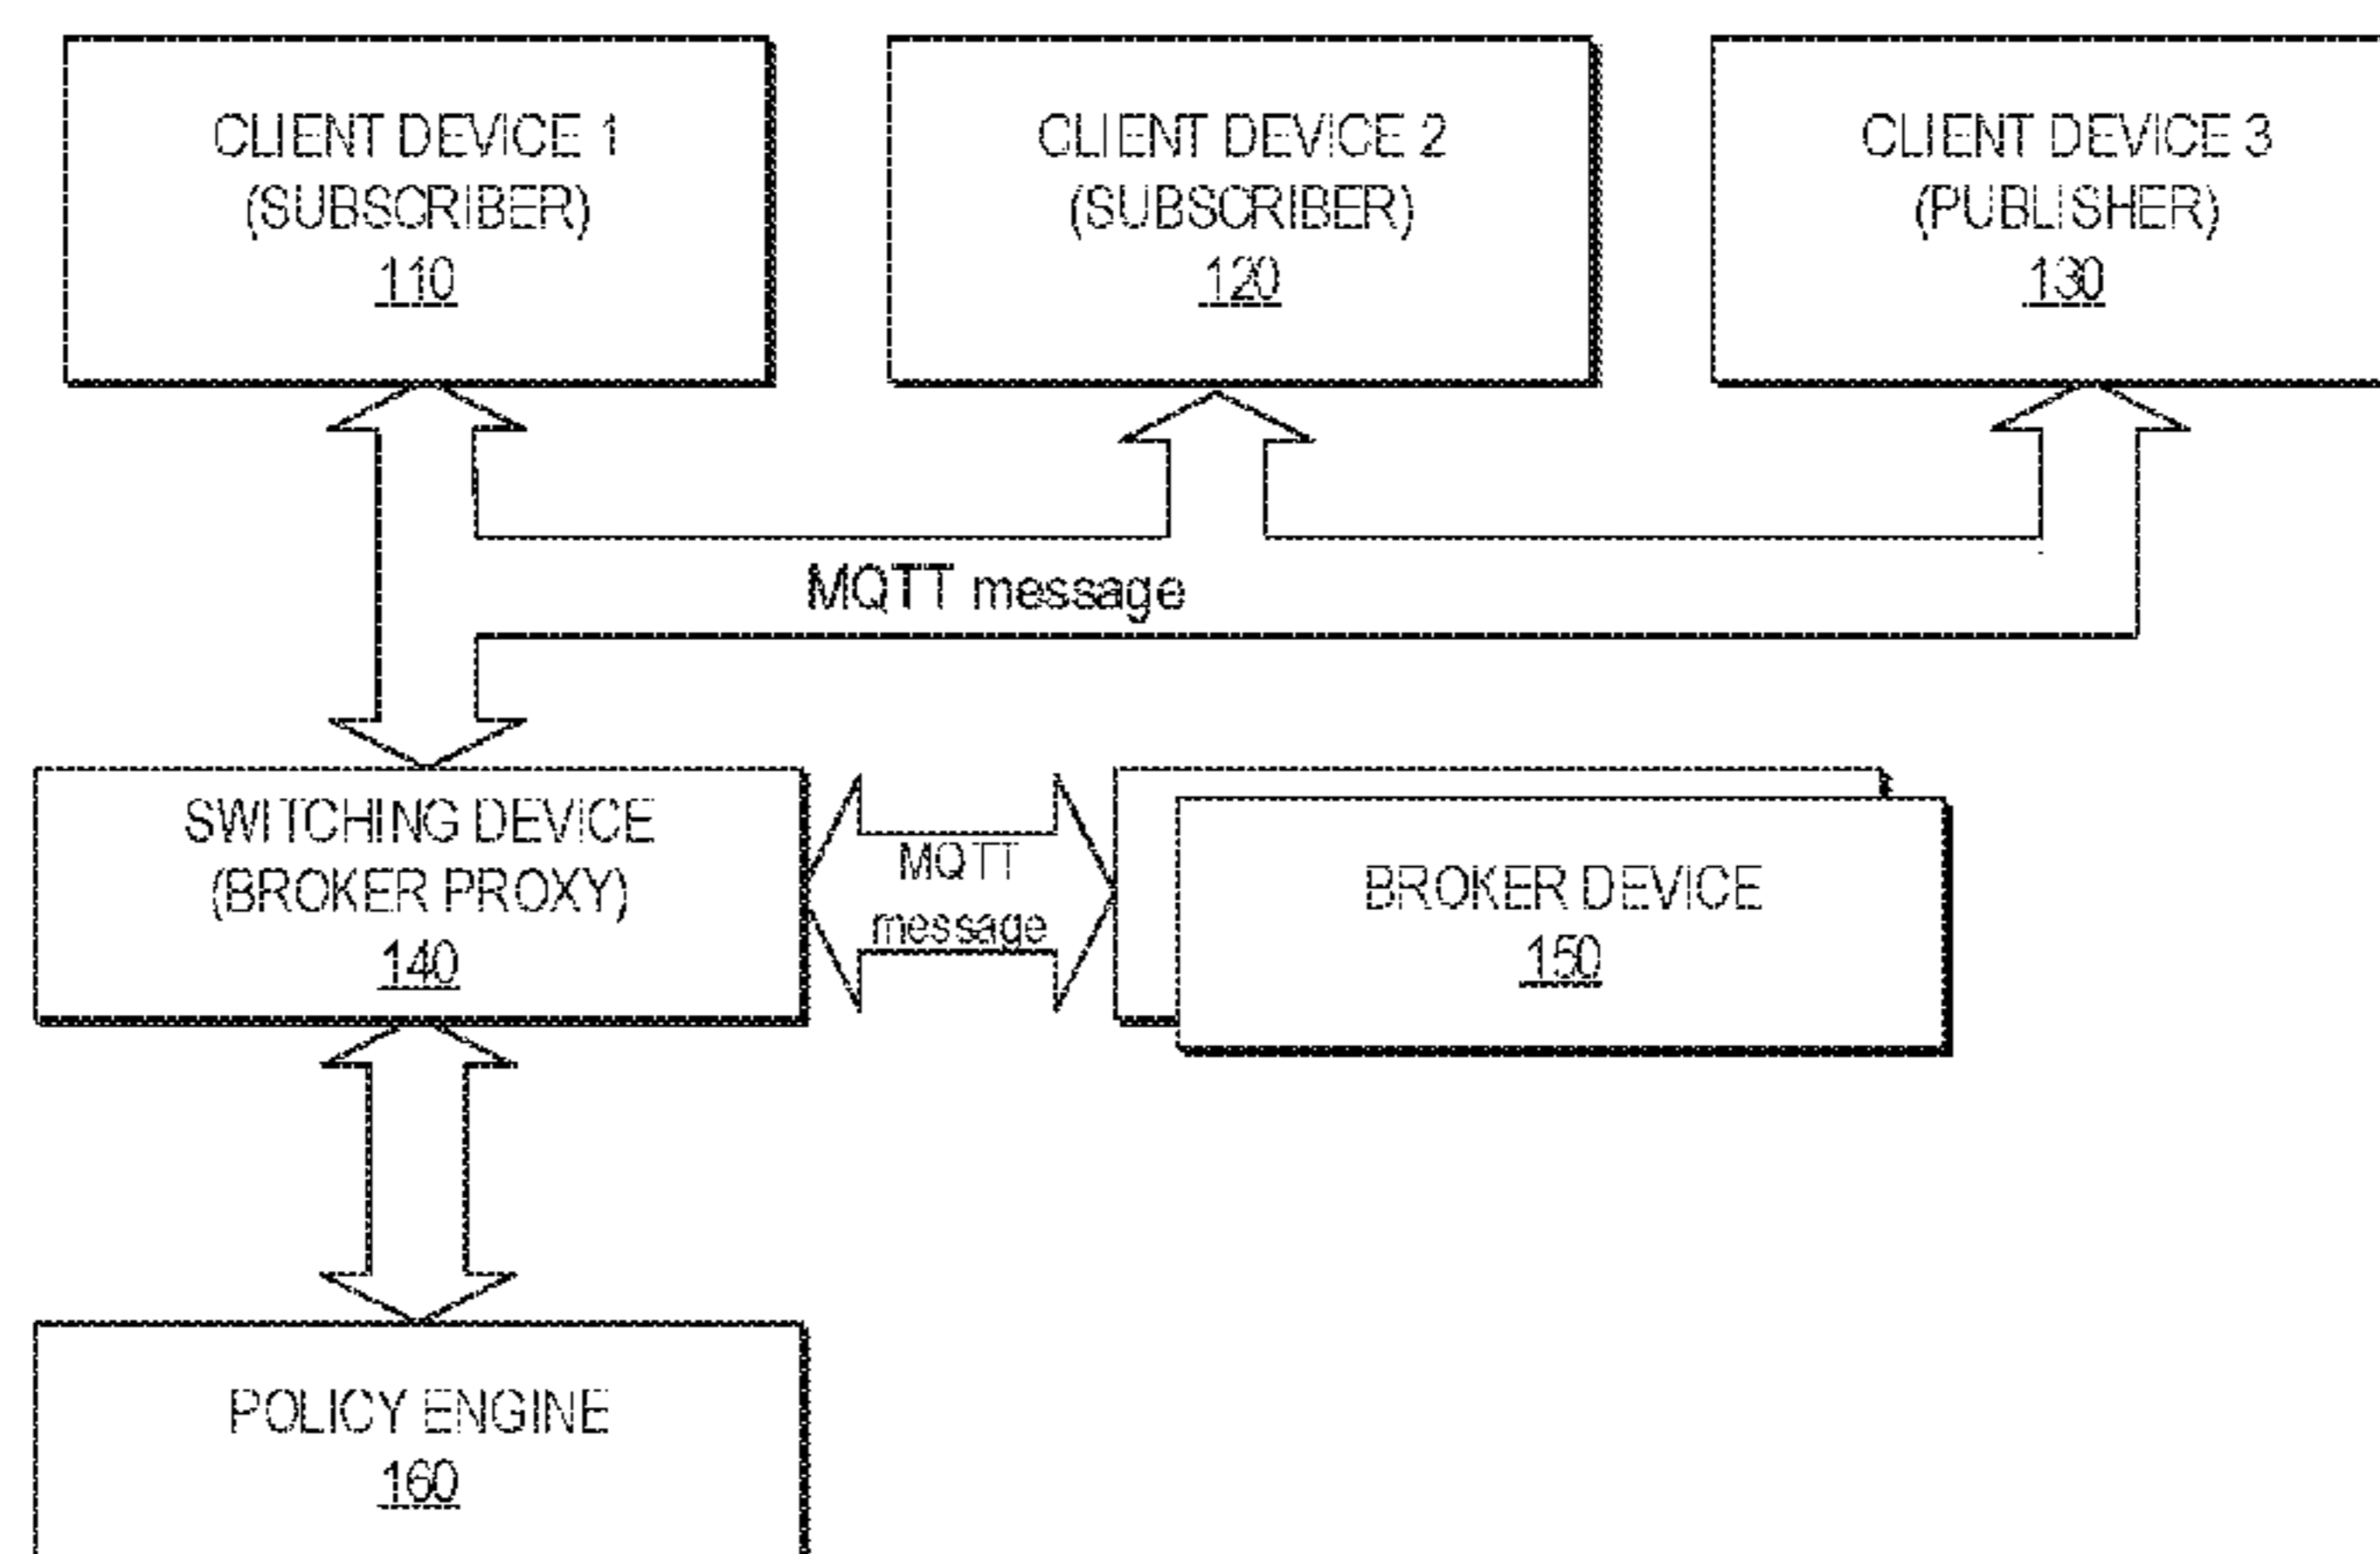 CLIENT DEVICE 1
(SUBSCRIBER)
110
CLIENT DEVICE 2
(SUBSCRIBER)
120
CLIENT DEVICE 3
(PUBLISHER)
130
MQTT message
SWITCHING DEVICE
(BROKER PROXY)
140
MQTT
message
BROKER DEVICE
150
POLICY ENGINE
160